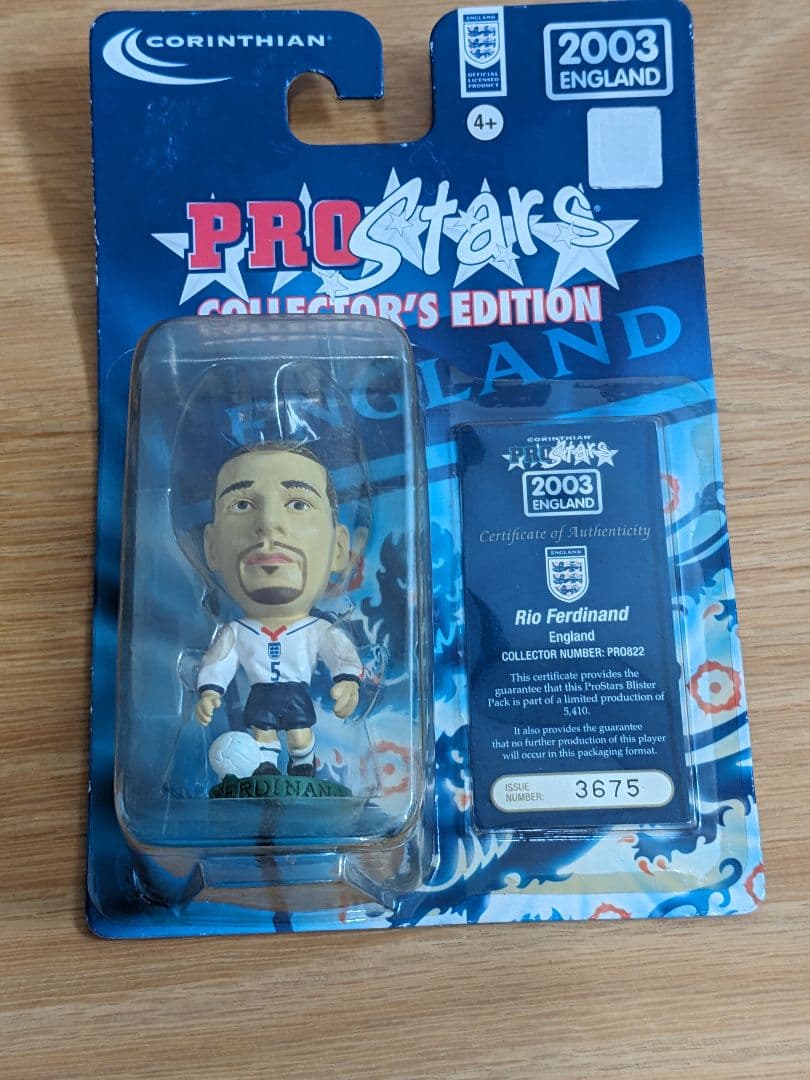 CORINTHIAN
ENGLAND
OFFICIAL
LICENSED
PRODUCT
2003
ENGLAND
4+
PROStars
COLLECTOR'S EDITION
ENGLAND
5
FERDINAND
CORINTHIAN
PROStars
2003
ENGLAND
Certificate of Authenticity
ENGLAND
Rio Ferdinand
England
COLLECTOR NUMBER: PRO822
This certificate provides the
guarantee that this ProStars Blister
Pack is part of a limited production of
5,410.
It also provides the guarantee
that no further production of this player
will occur in this packaging format.
ISSUE
NUMBER: 3675